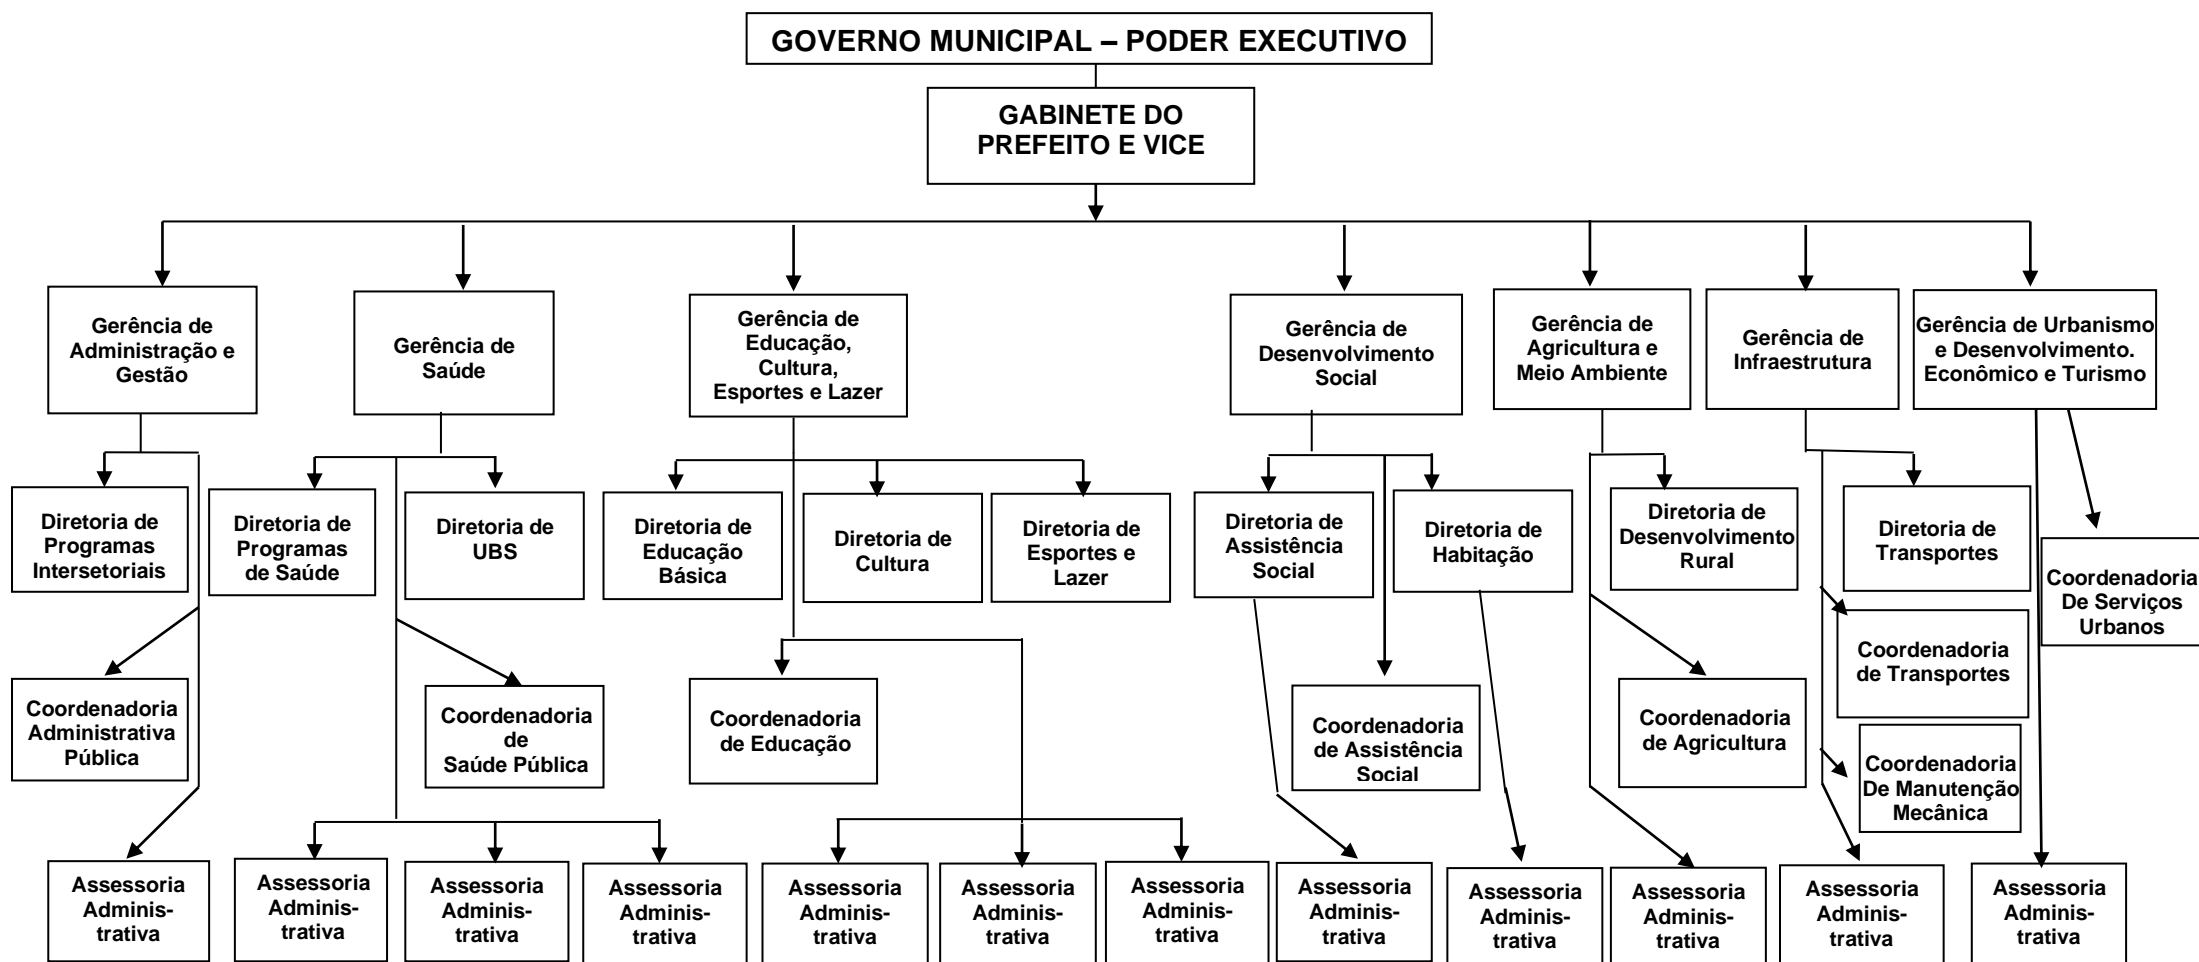 GOVERNO MUNICIPAL – PODER EXECUTIVO
GABINETE DO
PREFEITO E VICE
Gerência de
Administração e
Gestão
Gerência de
Saúde
Gerência de
Educação,
Cultura,
Esportes e Lazer
Gerência de
Desenvolvimento
Social
Gerência de
Agricultura e
Meio Ambiente
Gerência de
Infraestrutura
Gerência de Urbanismo
e Desenvolvimento.
Econômico e Turismo
Diretoria de
Programas
Intersetoriais
Diretoria de
Programas
de Saúde
Diretoria de
UBS
Diretoria de
Educação
Básica
Diretoria de
Cultura
Diretoria de
Esportes e
Lazer
Diretoria de
Assistência
Social
Diretoria de
Habitação
Diretoria de
Desenvolvimento
Rural
Diretoria de
Transportes
Coordenadoria
De Serviços
Urbanos
Coordenadoria
de Transportes
Coordenadoria
Administrativa
Pública
Coordenadoria
de
Saúde Pública
Coordenadoria
de Educação
Coordenadoria
de Assistência
Social
Coordenadoria
de Agricultura
Coordenadoria
De Manutenção
Mecânica
Assessoria
Adminis-
trativa
Assessoria
Adminis-
trativa
Assessoria
Adminis-
trativa
Assessoria
Adminis-
trativa
Assessoria
Adminis-
trativa
Assessoria
Adminis-
trativa
Assessoria
Adminis-
trativa
Assessoria
Adminis-
trativa
Assessoria
Adminis-
trativa
Assessoria
Adminis-
trativa
Assessoria
Adminis-
trativa
Assessoria
Adminis-
trativa